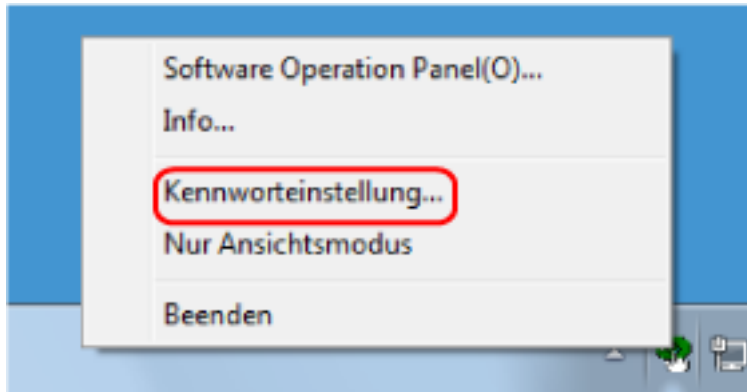 Software Operation Panel(O)...
Info...
Kennworteinstellung...
Nur Ansichtsmodus
Beenden